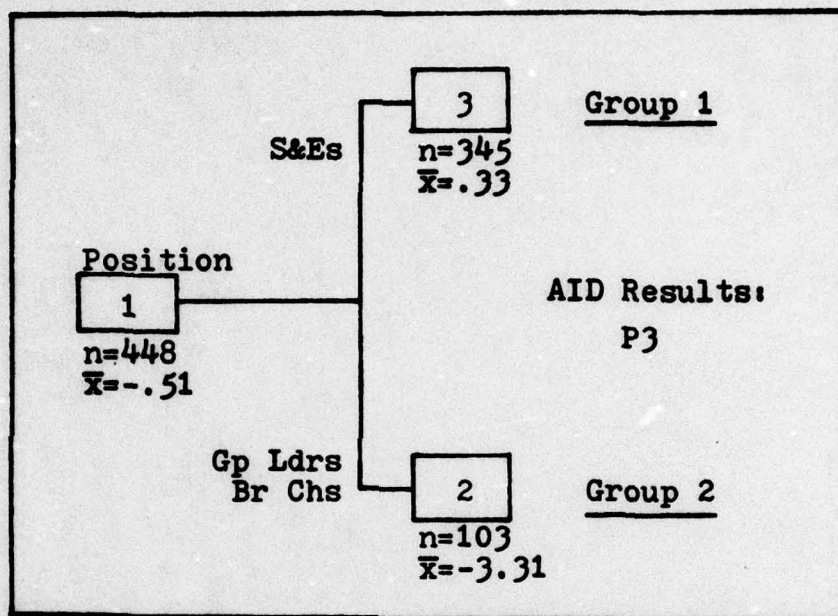 3
Group 1
S&Es
n=345
x̄=.33
Position
1
AID Results:
P3
n=448
x̄=-.51
Gp Ldrs
Br Chs
2
Group 2
n=103
x̄=-3.31